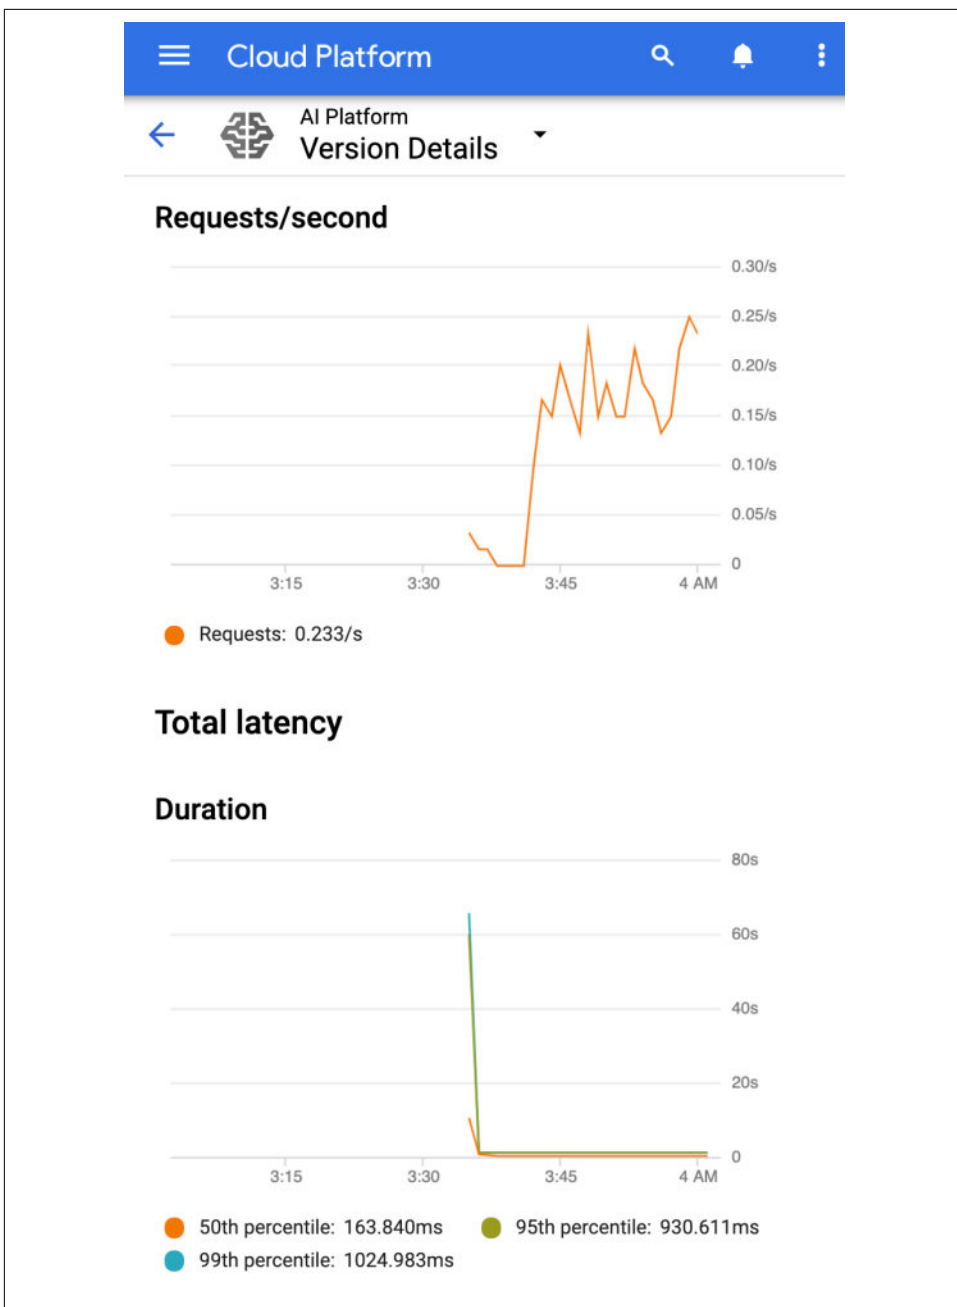 Cloud Platform
AI Platform
Version Details
Requests/second
0.30/s
0.25/s
0.20/s
0.15/s
0.10/s
0.05/s
0
3:15 3:30 3:45 4 AM
Requests: 0.233/s
Total latency
Duration
80s
60s
40s
20s
0
3:15 3:30 3:45 4 AM
50th percentile: 163.840ms 95th percentile: 930.611ms
99th percentile: 1024.983ms